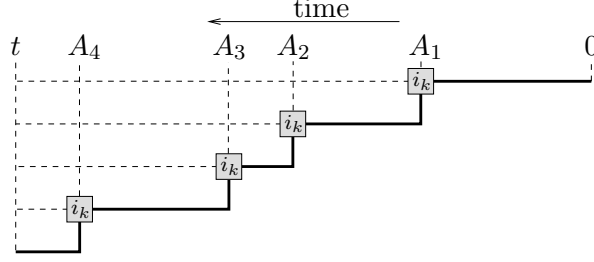 time
t A₄ A₃ A₂ A₁ 0
iₖ
iₖ
iₖ
iₖ